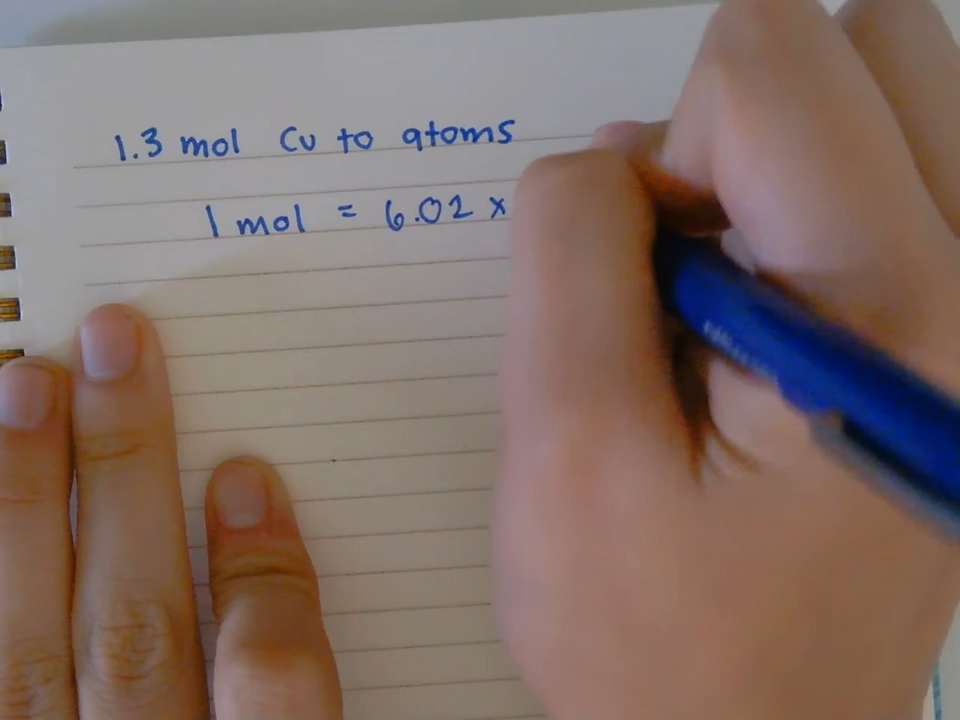 1.3 mol Cu to atoms
1 mol = 6.02 x